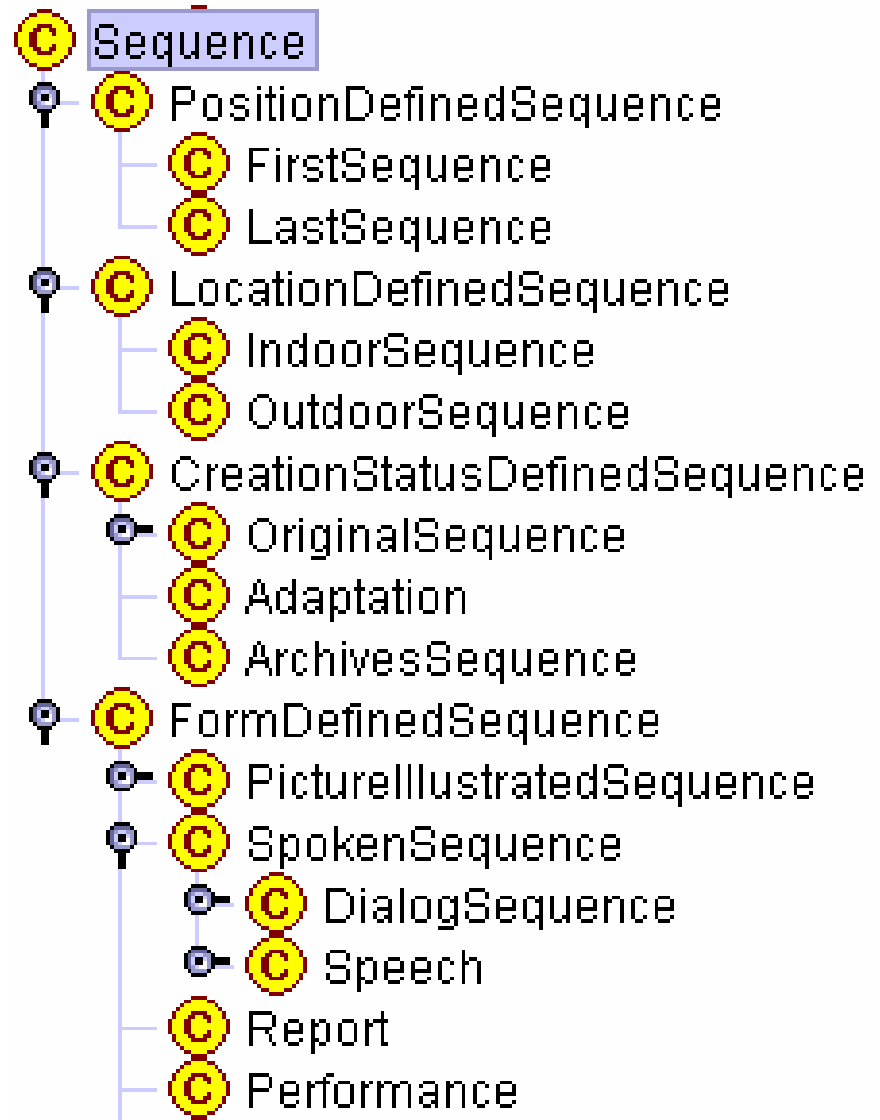 C Sequence
C PositionDefinedSequence
C FirstSequence
C LastSequence
C LocationDefinedSequence
C IndoorSequence
C OutdoorSequence
C CreationStatusDefinedSequence
C OriginalSequence
C Adaptation
C ArchivesSequence
C FormDefinedSequence
C PictureIllustratedSequence
C SpokenSequence
C DialogSequence
C Speech
C Report
C Performance